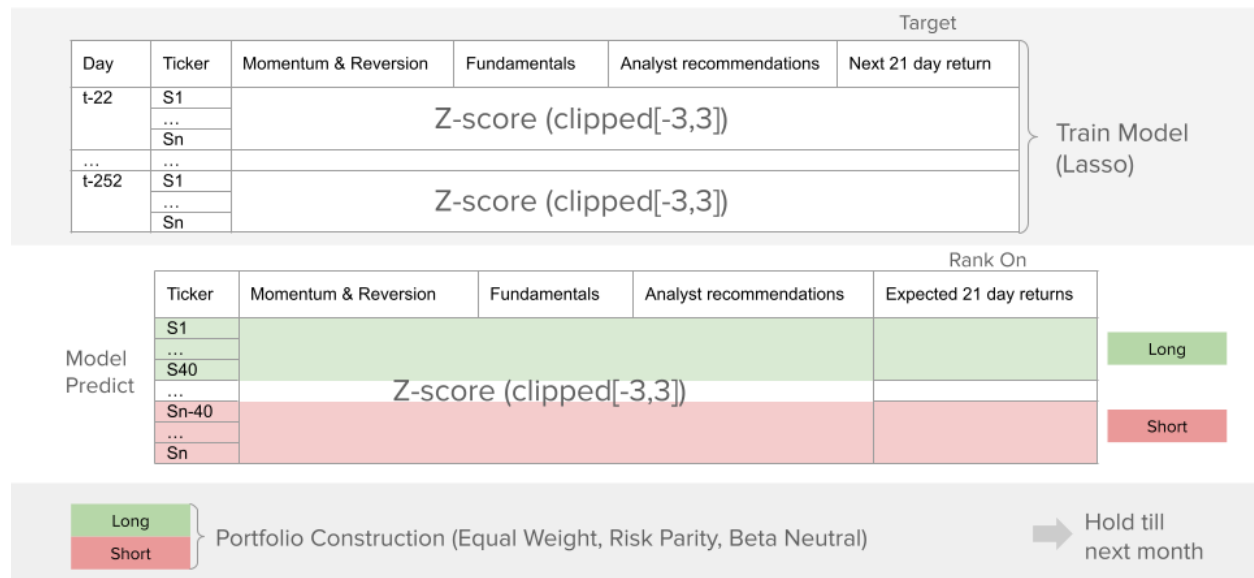 Target
Day Ticker Momentum & Reversion Fundamentals Analyst recommendations Next 21 day return
t-22 S1
...
Sn
Z-score (clipped[-3,3])
... ...
t-252 S1
...
Sn
Z-score (clipped[-3,3])
Train Model
(Lasso)
Rank On
Ticker Momentum & Reversion Fundamentals Analyst recommendations Expected 21 day returns
Model
Predict
S1
...
S40
...
Sn-40
...
Sn
Z-score (clipped[-3,3])
Long
Short
Long
Short
Portfolio Construction (Equal Weight, Risk Parity, Beta Neutral)
Hold till
next month